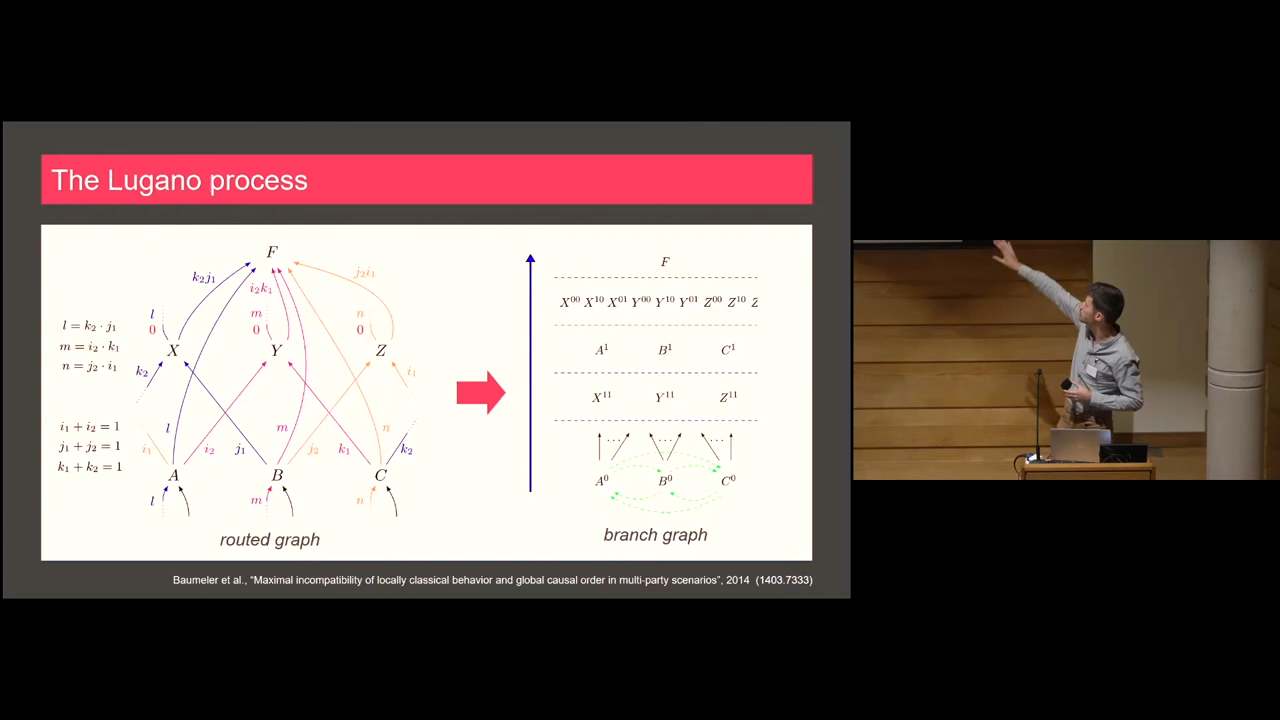 The Lugano process
F
k₂j₁
i₂k₁
j₂i₁
l
m
n
0
0
0
l = k₂ · j₁
m = i₂ · k₁
n = j₂ · i₁
X
Y
Z
k₂
i₁
i₁ + i₂ = 1
j₁ + j₂ = 1
k₁ + k₂ = 1
l
m
n
i₁
i₂
j₁
j₂
k₁
k₂
A
B
C
l
m
n
routed graph
F
X⁰⁰ X¹⁰ X⁰¹ Y⁰⁰ Y¹⁰ Y⁰¹ Z⁰⁰ Z¹⁰ Z
A¹ B¹ C¹
X¹¹ Y¹¹ Z¹¹
... ... ...
A⁰ B⁰ C⁰
branch graph
Baumeler et al., “Maximal incompatibility of locally classical behavior and global causal order in multi-party scenarios”, 2014 (1403.7333)